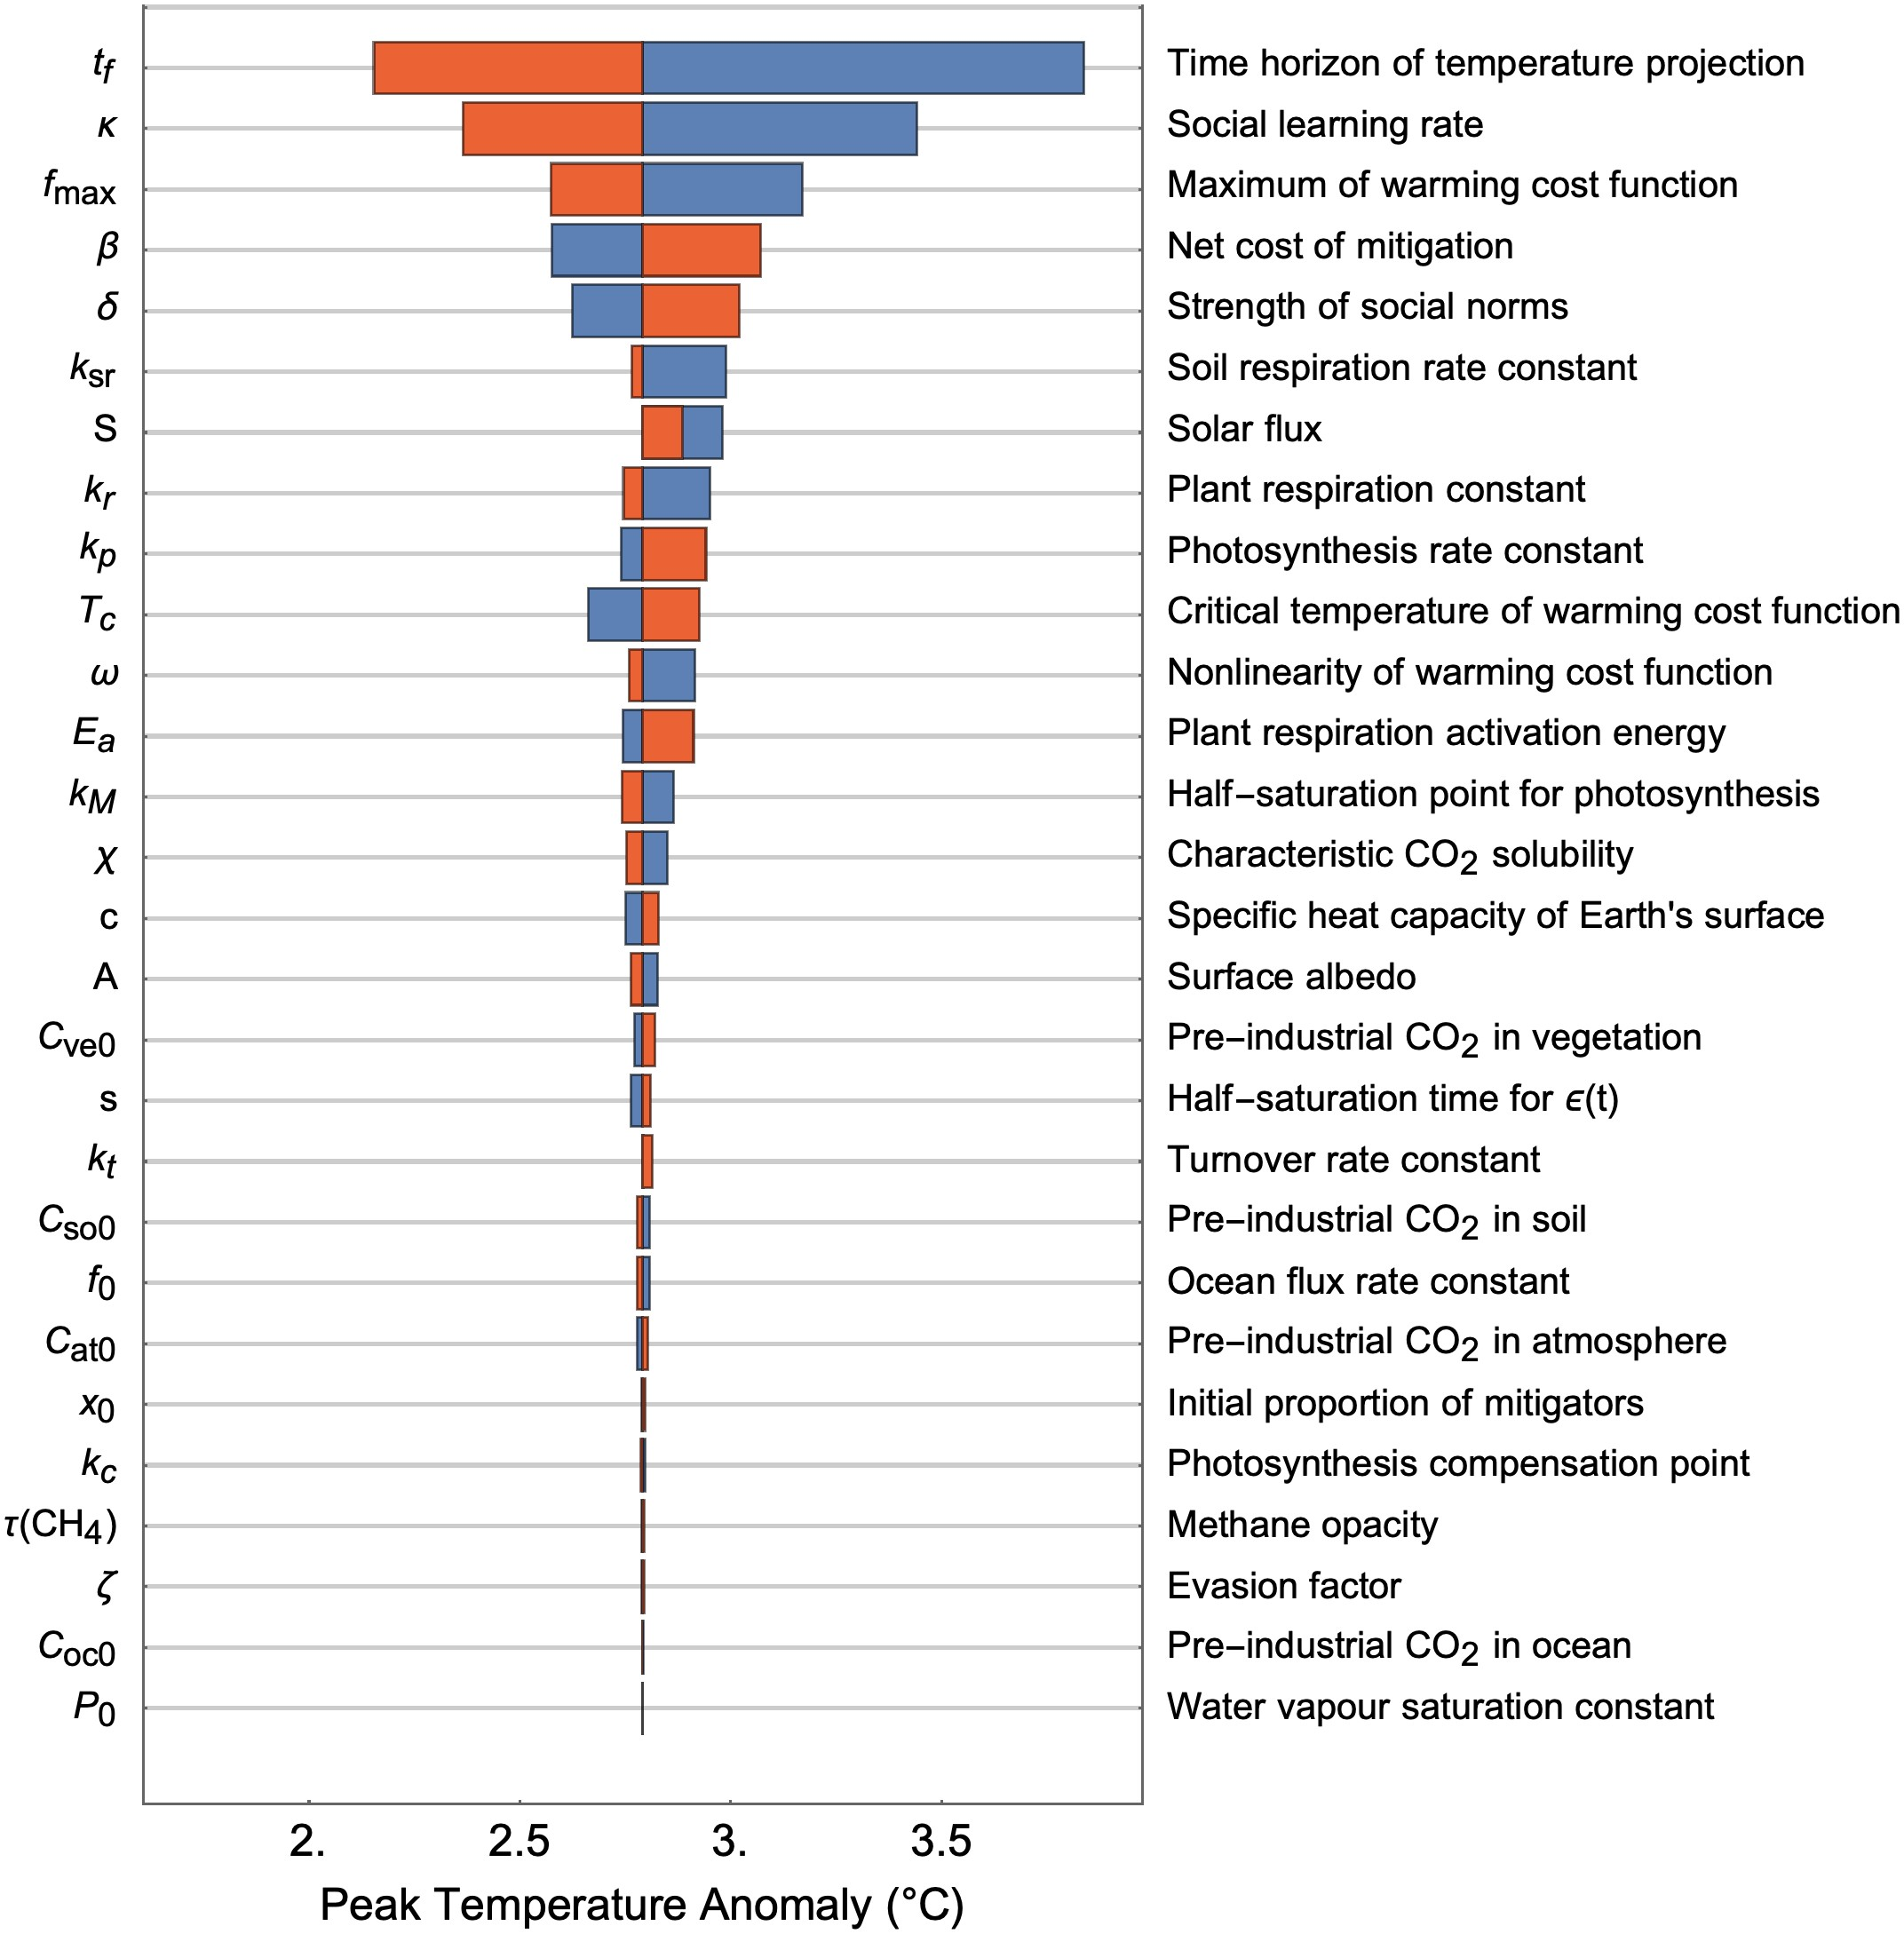 t_f Time horizon of temperature projection
κ Social learning rate
f_max Maximum of warming cost function
β Net cost of mitigation
δ Strength of social norms
k_sr Soil respiration rate constant
S Solar flux
k_r Plant respiration constant
k_p Photosynthesis rate constant
T_c Critical temperature of warming cost function
ω Nonlinearity of warming cost function
E_a Plant respiration activation energy
k_M Half−saturation point for photosynthesis
χ Characteristic CO₂ solubility
c Specific heat capacity of Earth's surface
A Surface albedo
C_ve0 Pre−industrial CO₂ in vegetation
s Half−saturation time for ϵ(t)
k_t Turnover rate constant
C_so0 Pre−industrial CO₂ in soil
f_0 Ocean flux rate constant
C_at0 Pre−industrial CO₂ in atmosphere
x_0 Initial proportion of mitigators
k_c Photosynthesis compensation point
τ(CH₄) Methane opacity
ζ Evasion factor
C_oc0 Pre−industrial CO₂ in ocean
P_0 Water vapour saturation constant
2. 2.5 3. 3.5
Peak Temperature Anomaly (°C)